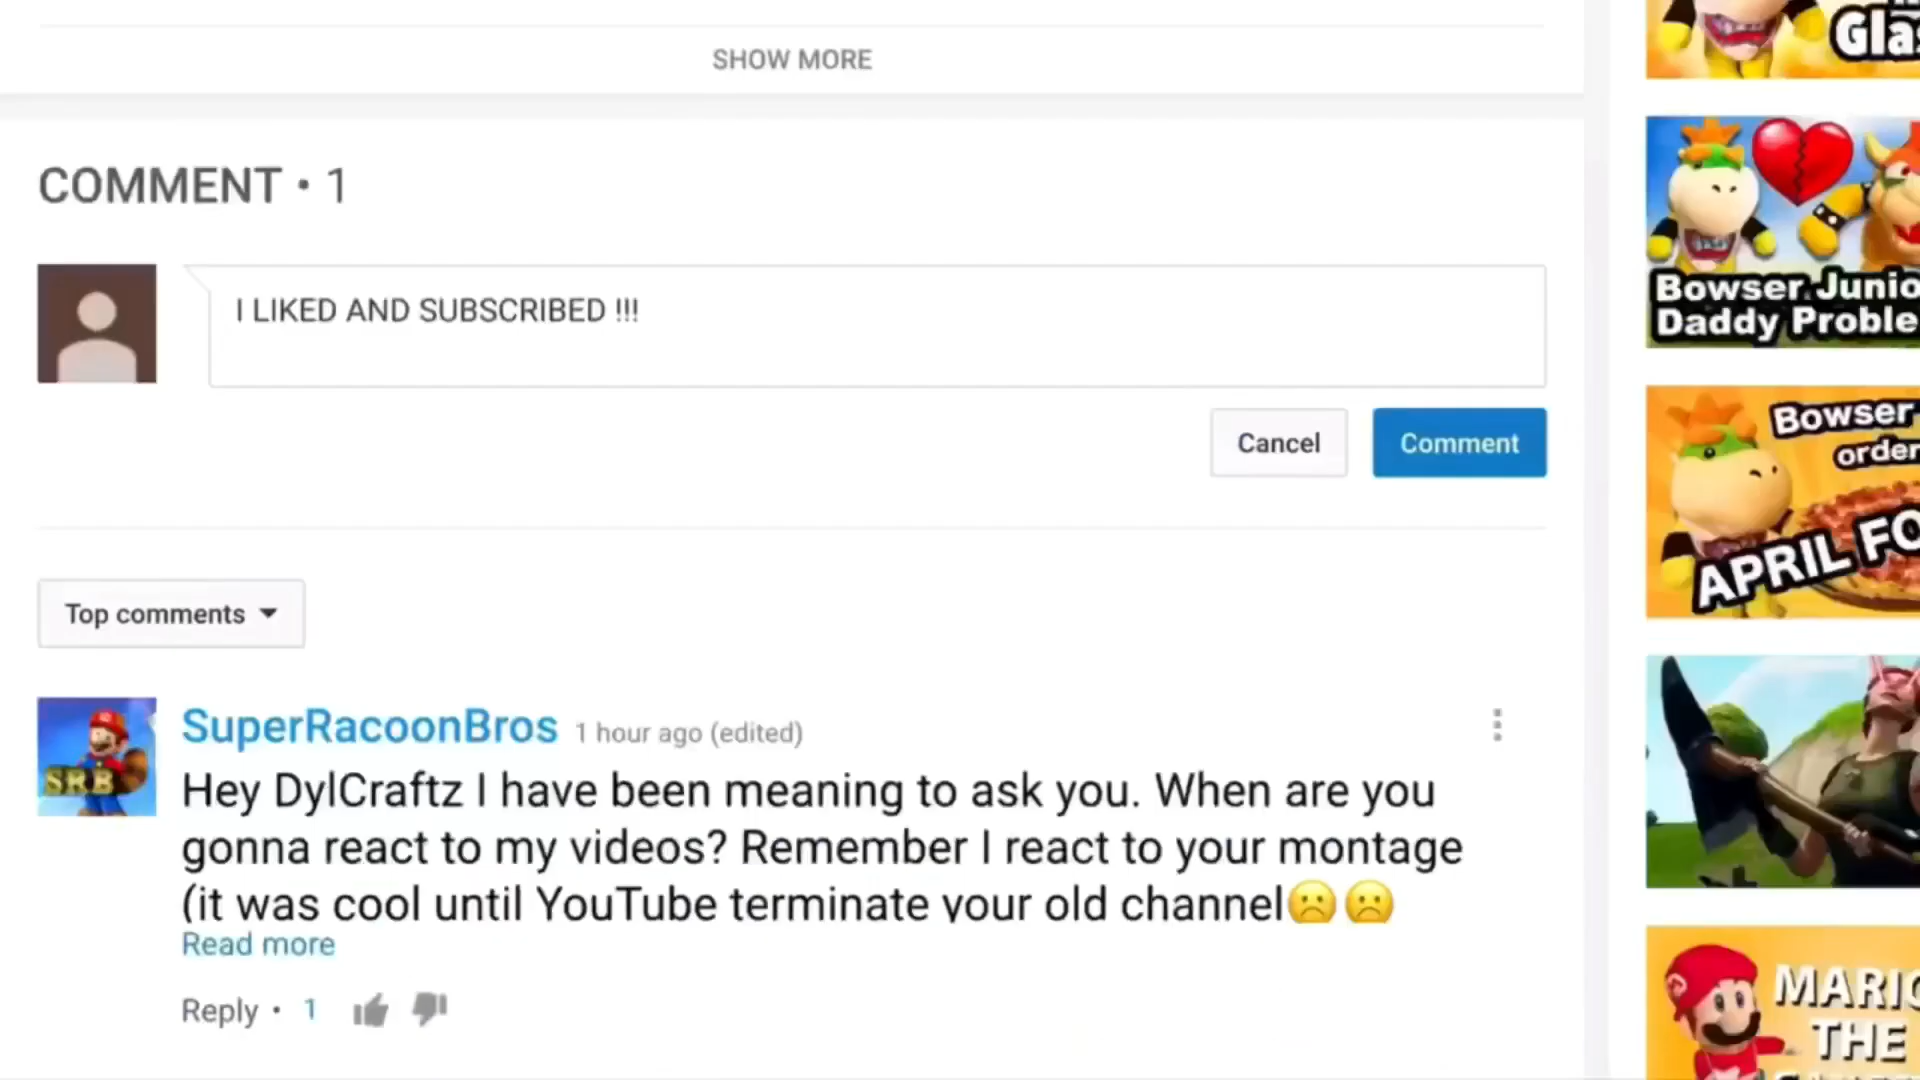 SHOW MORE
COMMENT • 1
I LIKED AND SUBSCRIBED !!!
Cancel
Comment
Top comments
SuperRacoonBros 1 hour ago (edited)
SRB
Hey DylCraftz I have been meaning to ask you. When are you
gonna react to my videos? Remember I react to your montage
(it was cool until YouTube terminate your old channel☹️☹️
Read more
Reply • 1
Bowser Junio
Daddy Proble
Bowser
order
APRIL FO
MARIO
THE